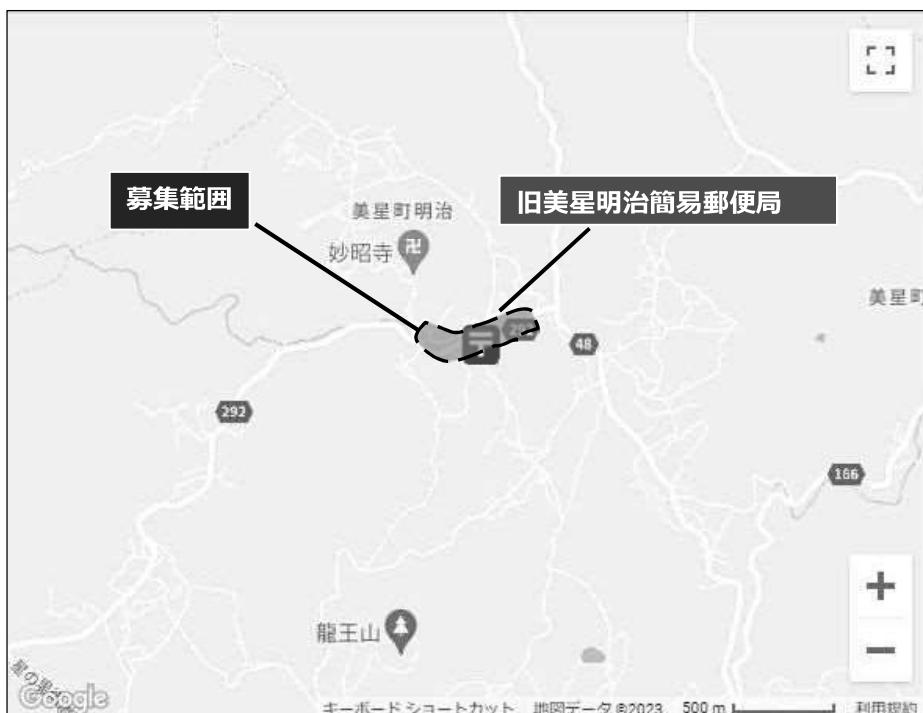 募集範囲
旧美星明治簡易郵便局
美星町明治
妙昭寺
美星町
48
292
166
龍王山
Google
キーボード ショートカット
地図データ ©2023
500 m
利用規約